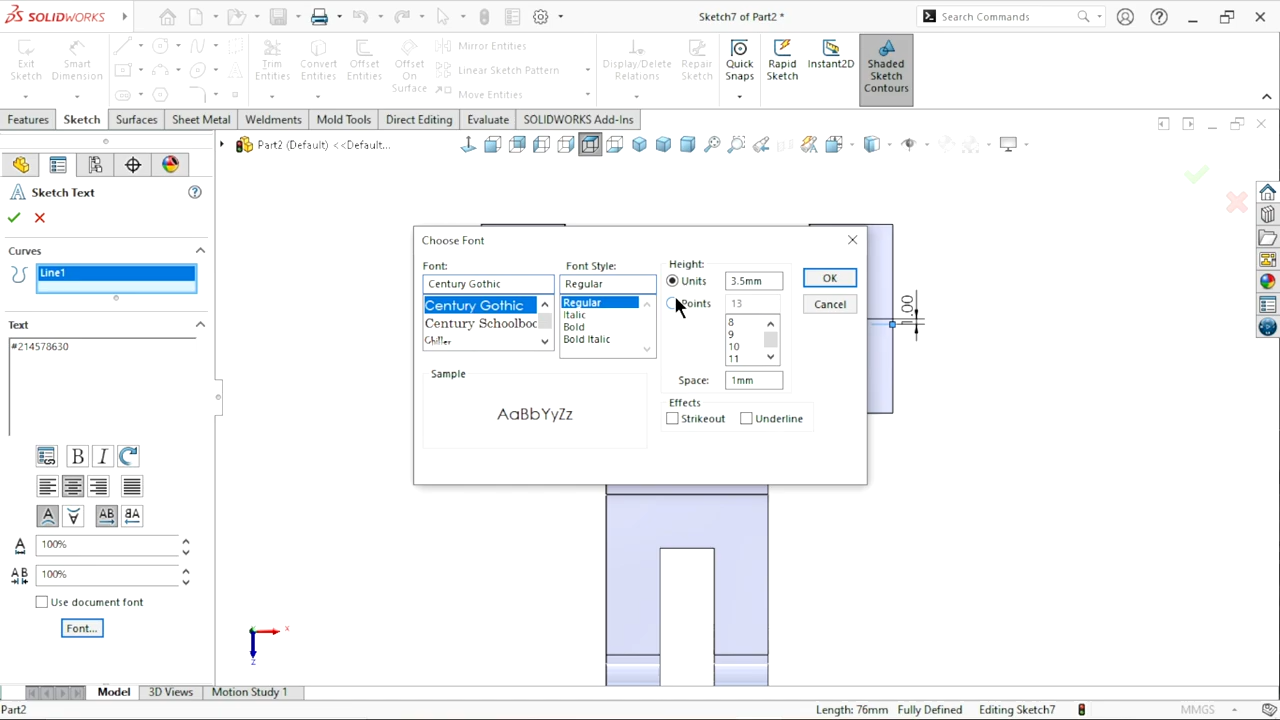 SOLIDWORKS
Sketch7 of Part2 *
Search Commands
Exit Sketch
Smart Dimension
Trim Entities
Convert Entities
Offset Entities
Offset On Surface
Mirror Entities
Linear Sketch Pattern
Move Entities
Display/Delete Relations
Repair Sketch
Quick Snaps
Rapid Sketch
Instant2D
Shaded Sketch Contours
Features
Sketch
Surfaces
Sheet Metal
Weldments
Mold Tools
Direct Editing
Evaluate
SOLIDWORKS Add-Ins
Part2 (Default) <<Default...
Sketch Text
Curves
Line1
Text
#214578630
B I
AB
100%
AB
100%
Use document font
Font...
Choose Font
Font:
Century Gothic
Century Gothic
Century Schoolboo
Chiller
Font Style:
Regular
Regular
Italic
Bold
Bold Italic
Height:
Units
3.5mm
Points
13
8
9
10
11
Space:
1mm
OK
Cancel
Sample
AaBbYyZz
Effects
Strikeout
Underline
1.00
x
z
Model
3D Views
Motion Study 1
Part2
Length: 76mm
Fully Defined
Editing Sketch7
MMGS